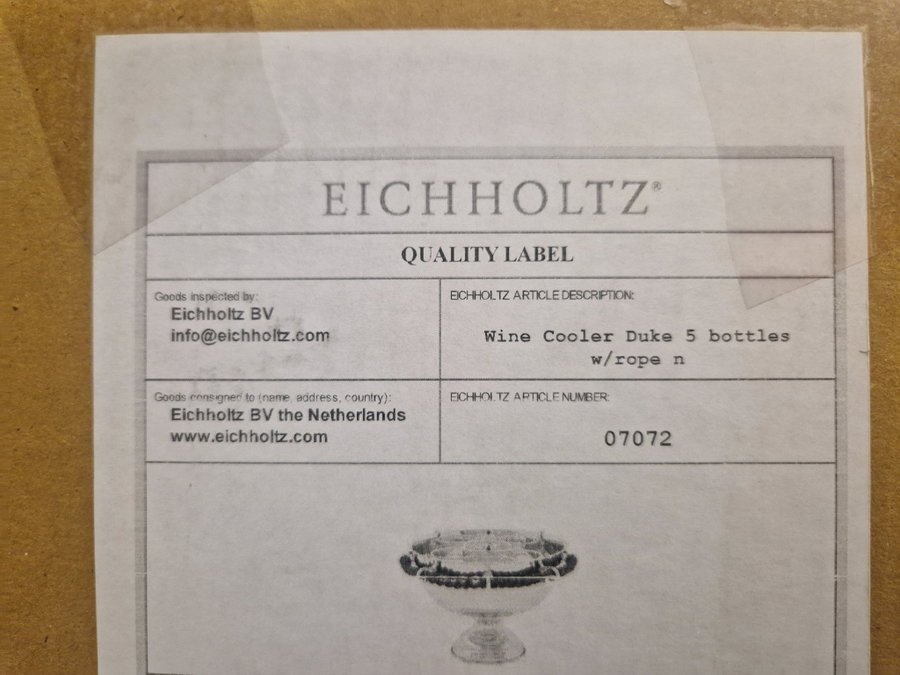 EICHHOLTZ®
QUALITY LABEL
Goods inspected by:
Eichholtz BV
info@eichholtz.com
EICHHOLTZ ARTICLE DESCRIPTION:
Wine Cooler Duke 5 bottles
w/rope n
Goods consigned to (name, address, country):
Eichholtz BV the Netherlands
www.eichholtz.com
EICHHOLTZ ARTICLE NUMBER:
07072